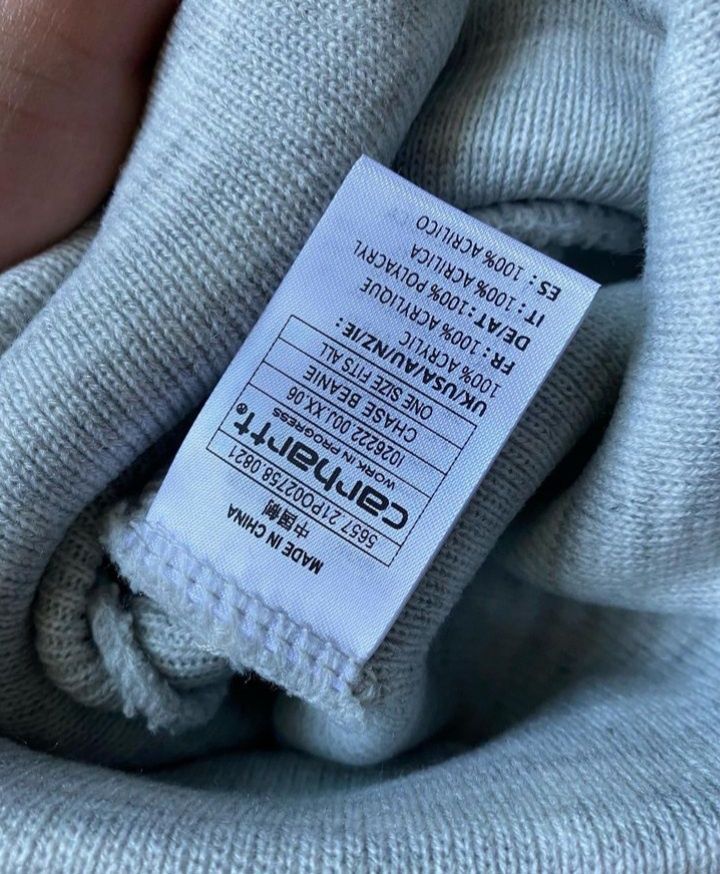 MADE IN CHINA
中國製
5657 21P002758.0821
carhartt®
WORK IN PROGRESS
I026222.00J.XX.06
CHASE BEANIE
ONE SIZE FITS ALL
UK/USA/AU/NZ/IE:
100% ACRYLIC
FR: 100% ACRYLIQUE
DE/AT: 100% POLYACRYL
IT: 100% ACRILICA
ES: 100% ACRILICO